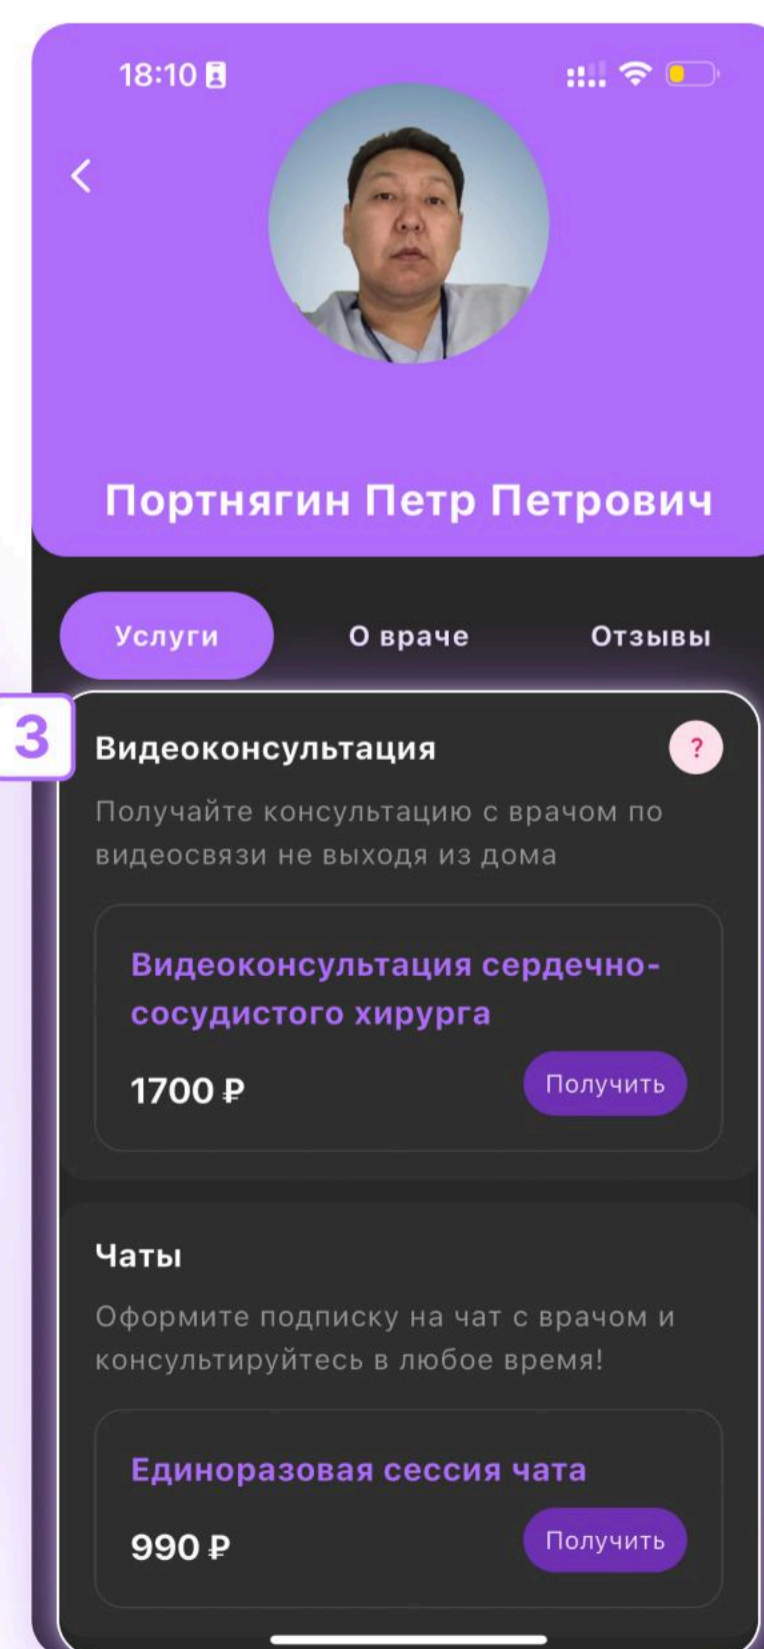 18:10
Портнягин Петр Петрович
Услуги
О враче
Отзывы
3
Видеоконсультация
?
Получайте консультацию с врачом по
видеосвязи не выходя из дома
Видеоконсультация сердечно-
сосудистого хирурга
1700 ₽
Получить
Чаты
Оформите подписку на чат с врачом и
консультируйтесь в любое время!
Единоразовая сессия чата
990 ₽
Получить